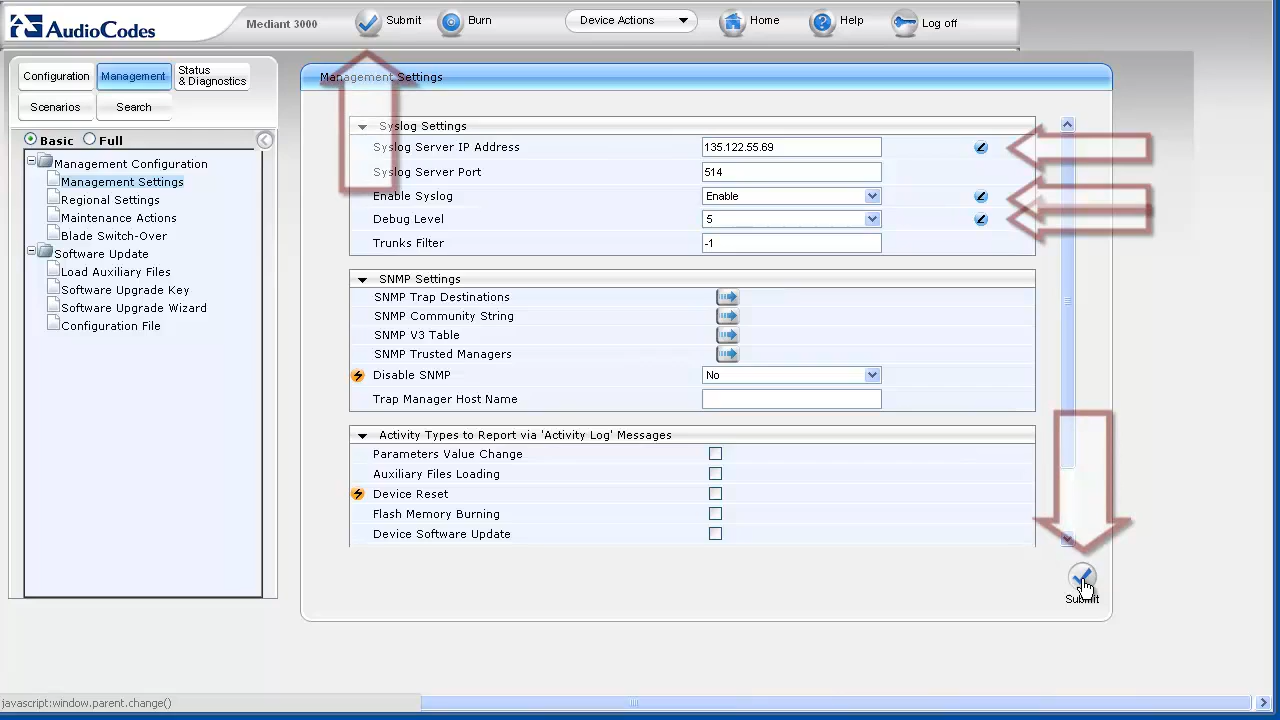 AudioCodes
Mediant 3000
Submit
Burn
Device Actions
Home
Help
Log off
Configuration
Management
Status
& Diagnostics
Scenarios
Search
Basic
Full
Management Configuration
Management Settings
Regional Settings
Maintenance Actions
Blade Switch-Over
Software Update
Load Auxiliary Files
Software Upgrade Key
Software Upgrade Wizard
Configuration File
Management Settings
Syslog Settings
Syslog Server IP Address 135.122.55.69
Syslog Server Port 514
Enable Syslog Enable
Debug Level 5
Trunks Filter -1
SNMP Settings
SNMP Trap Destinations
SNMP Community String
SNMP V3 Table
SNMP Trusted Managers
Disable SNMP No
Trap Manager Host Name
Activity Types to Report via 'Activity Log' Messages
Parameters Value Change
Auxiliary Files Loading
Device Reset
Flash Memory Burning
Device Software Update
Submit
javascript:window.parent.change()